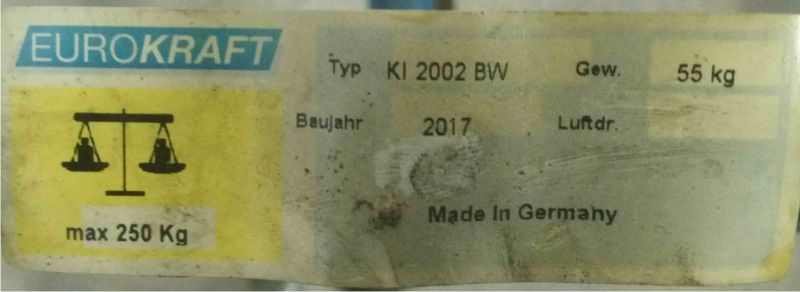 EUROKRAFT
Typ KI 2002 BW Gew. 55 kg
Baujahr 2017 Luftdr.
max 250 Kg
Made In Germany